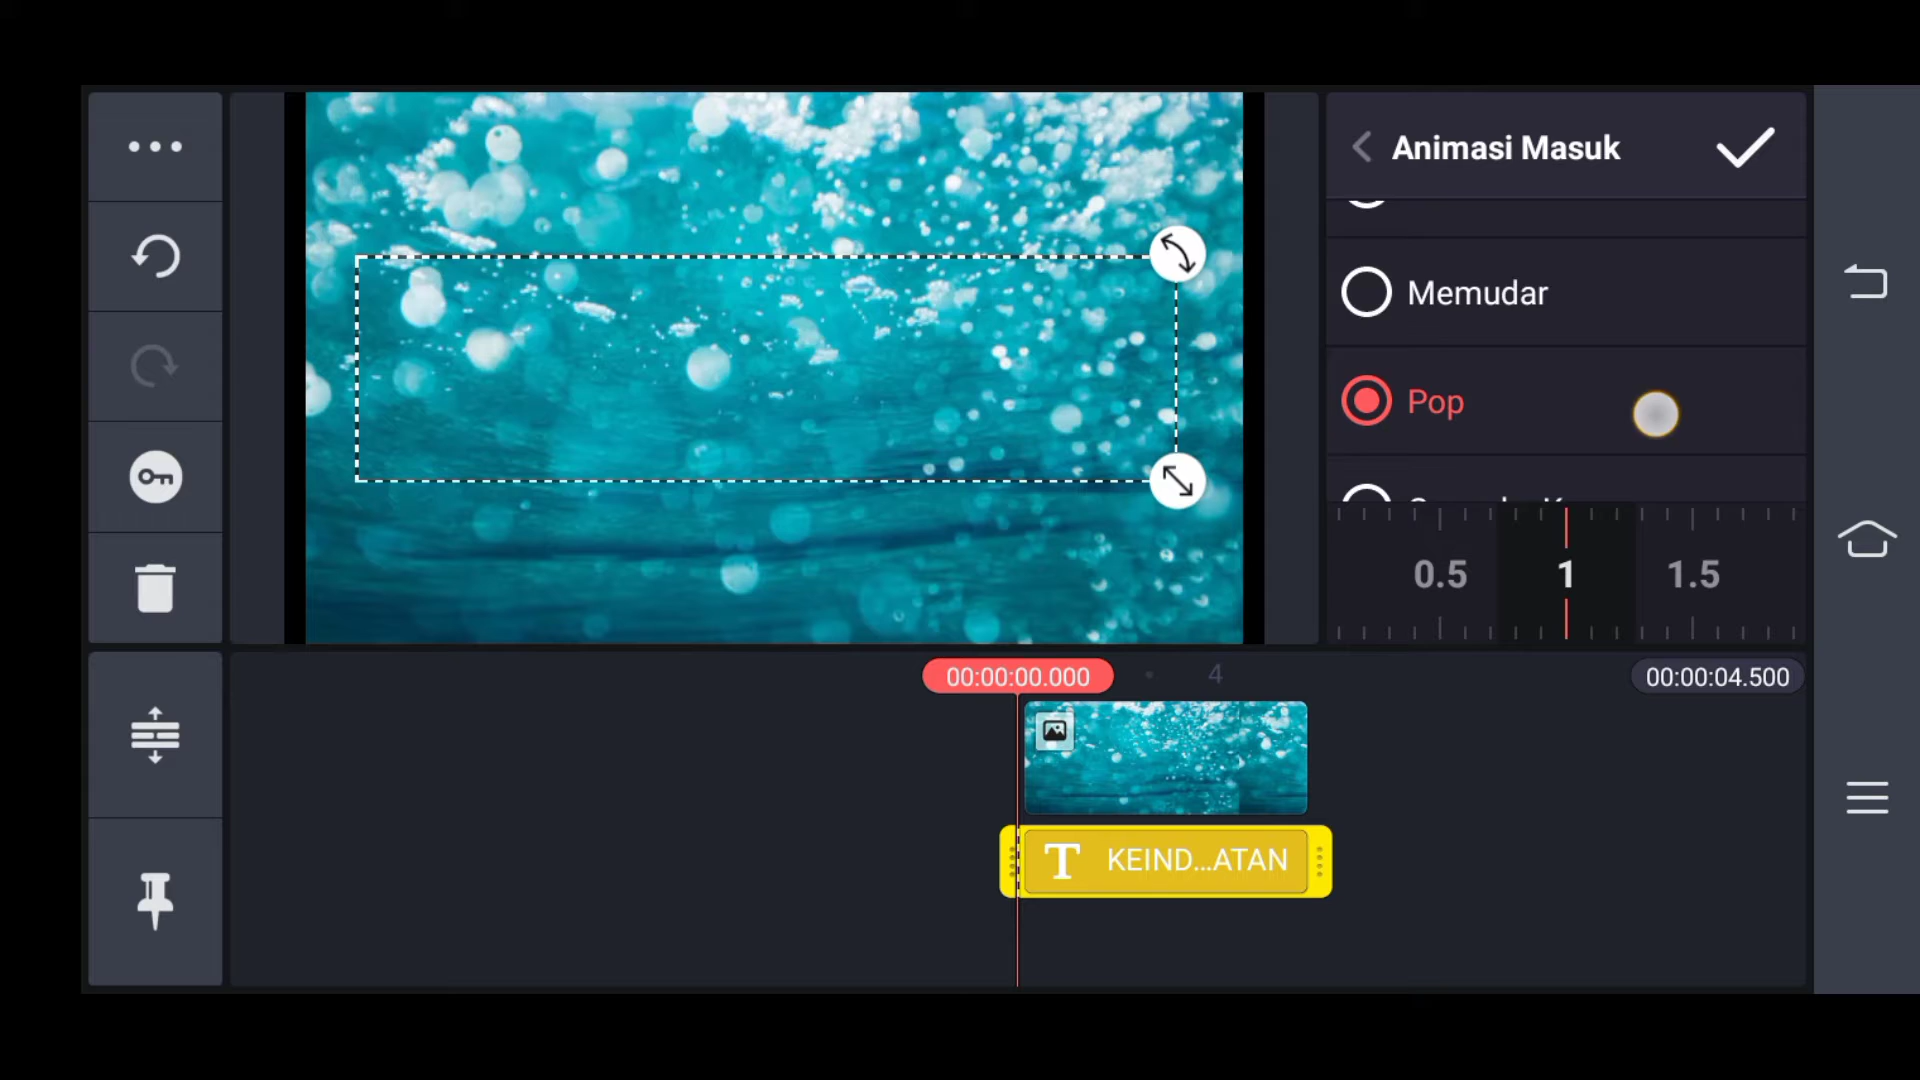 Animasi Masuk
Memudar
Pop
0.5 1 1.5
00:00:00.000
4
00:00:04.500
T KEIND...ATAN